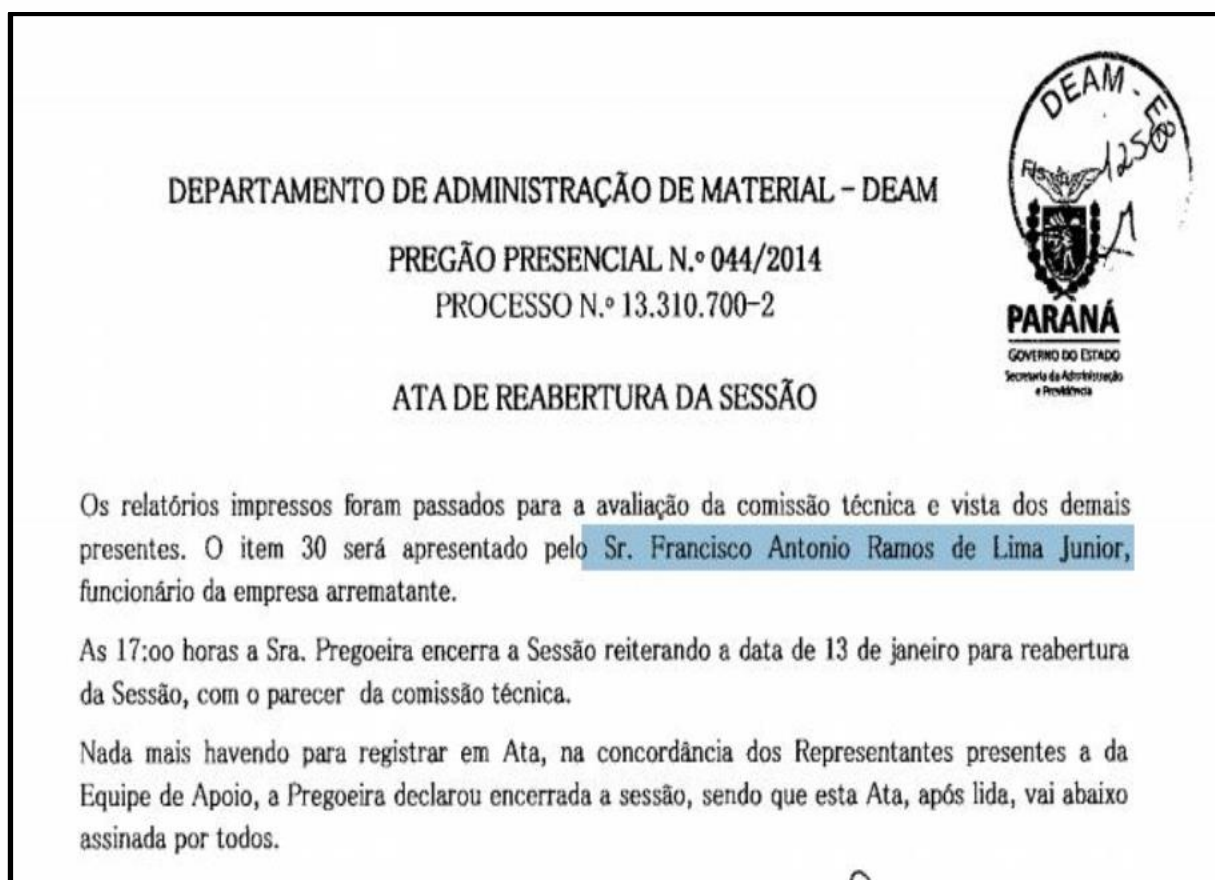 DEAM - E
Fls
DEPARTAMENTO DE ADMINISTRAÇÃO DE MATERIAL - DEAM
PREGÃO PRESENCIAL N.º 044/2014
PROCESSO N.º 13.310.700-2
PARANÁ
GOVERNO DO ESTADO
Secretaria da Administração
e Previdência
ATA DE REABERTURA DA SESSÃO
Os relatórios impressos foram passados para a avaliação da comissão técnica e vista dos demais
presentes. O item 30 será apresentado pelo Sr. Francisco Antonio Ramos de Lima Junior,
funcionário da empresa arrematante.
As 17:oo horas a Sra. Pregoeira encerra a Sessão reiterando a data de 13 de janeiro para reabertura
da Sessão, com o parecer da comissão técnica.
Nada mais havendo para registrar em Ata, na concordância dos Representantes presentes a da
Equipe de Apoio, a Pregoeira declarou encerrada a sessão, sendo que esta Ata, após lida, vai abaixo
assinada por todos.